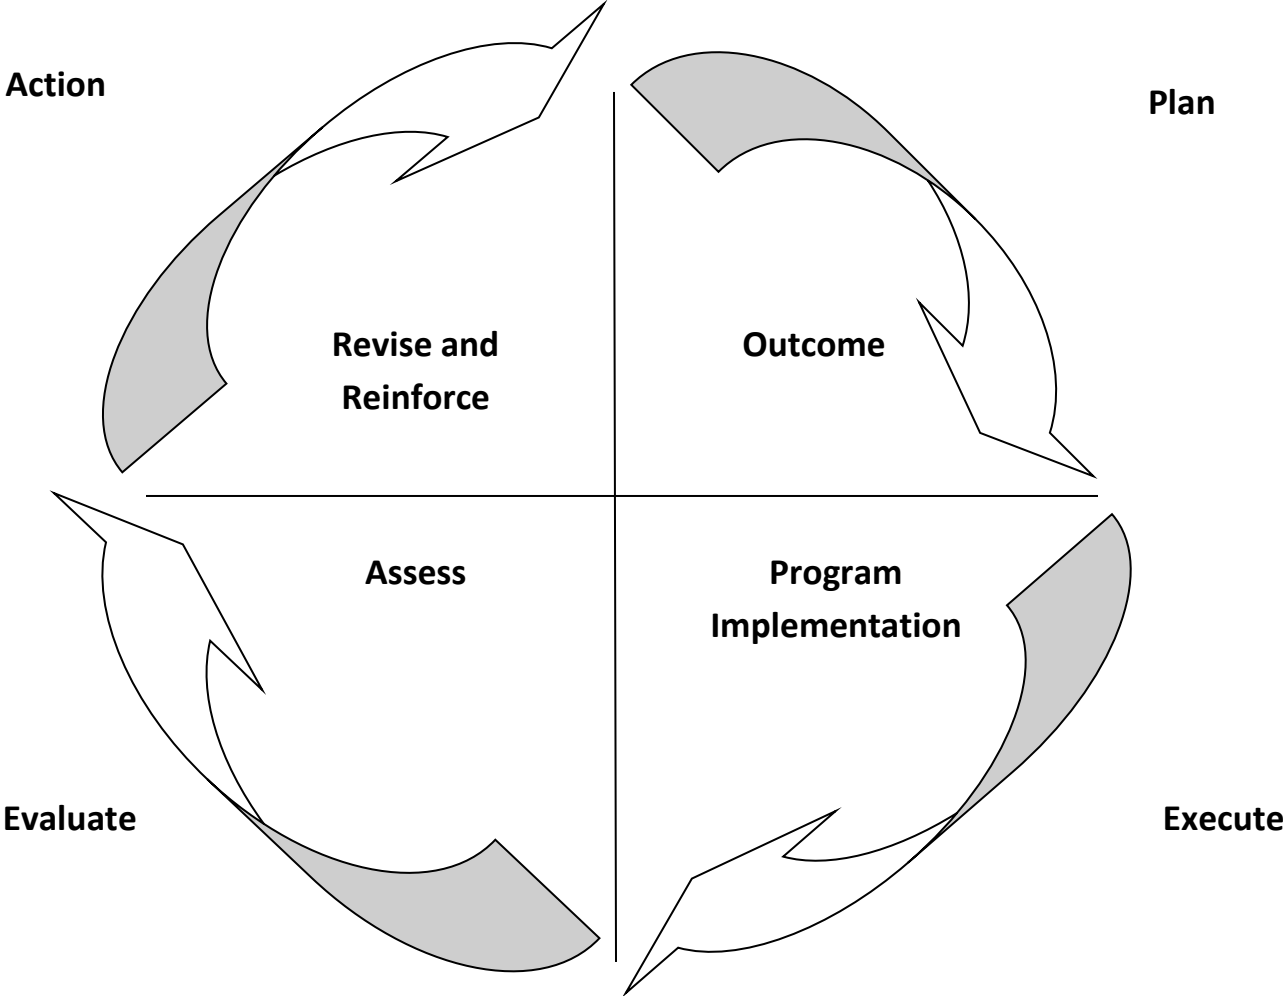 Action
Plan
Revise and
Reinforce
Outcome
Assess
Program
Implementation
Evaluate
Execute